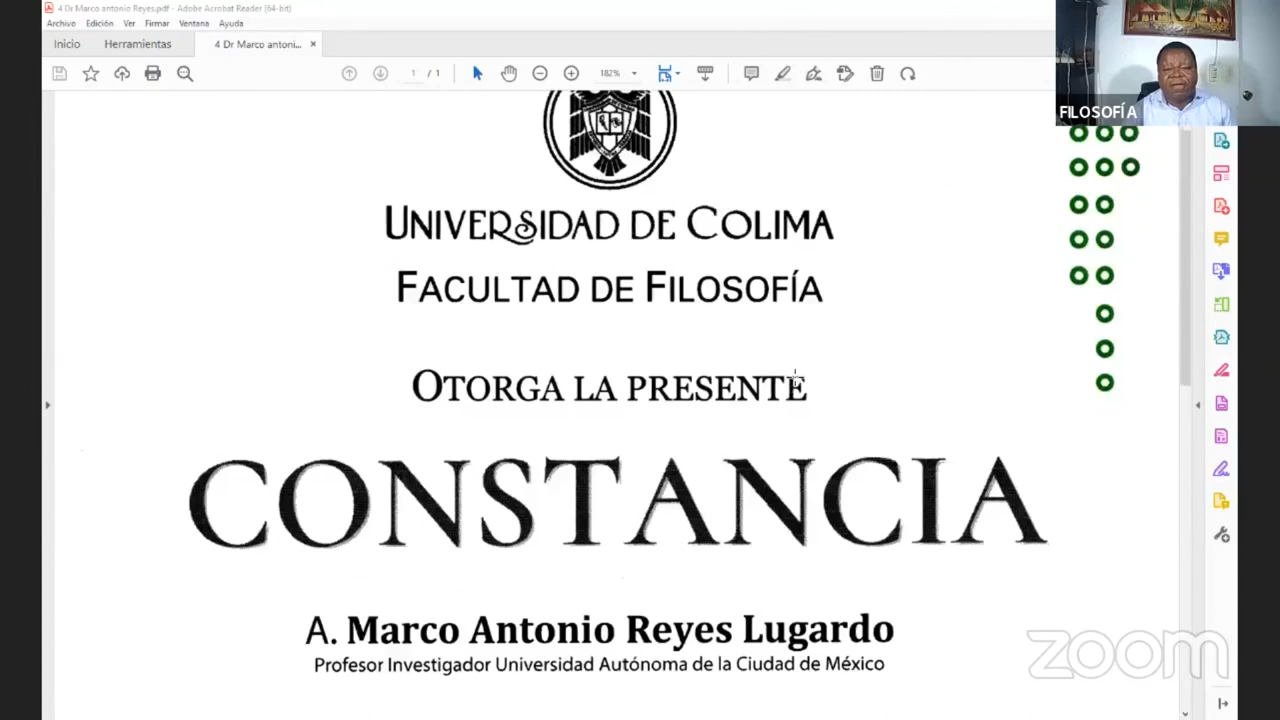 4 Dr Marco antonio Reyes.pdf - Adobe Acrobat Reader (64-bit)
Archivo Edición Ver Firmar Ventana Ayuda
Inicio Herramientas 4 Dr Marco antoni... ×
1 / 1 182%
FILOSOFÍA
UNIVERSIDAD DE COLIMA
FACULTAD DE FILOSOFÍA
OTORGA LA PRESENTE
CONSTANCIA
A. Marco Antonio Reyes Lugardo
Profesor Investigador Universidad Autónoma de la Ciudad de México
zoom